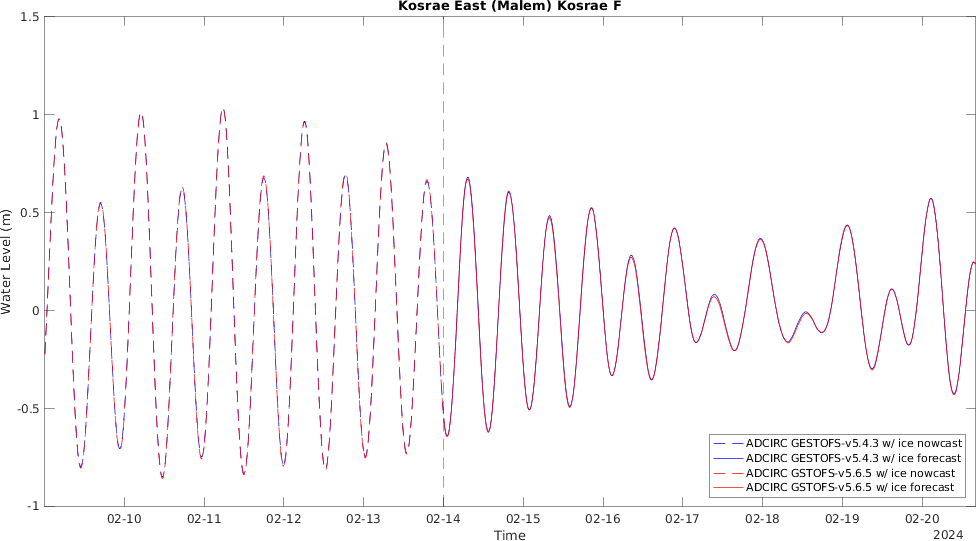 Kosrae East (Malem) Kosrae F
1.5
1
0.5
0
-0.5
-1
Water Level (m)
ADCIRC GESTOFS-v5.4.3 w/ ice nowcast
ADCIRC GESTOFS-v5.4.3 w/ ice forecast
ADCIRC GSTOFS-v5.6.5 w/ ice nowcast
ADCIRC GSTOFS-v5.6.5 w/ ice forecast
02-10 02-11 02-12 02-13 02-14 02-15 02-16 02-17 02-18 02-19 02-20
Time
2024